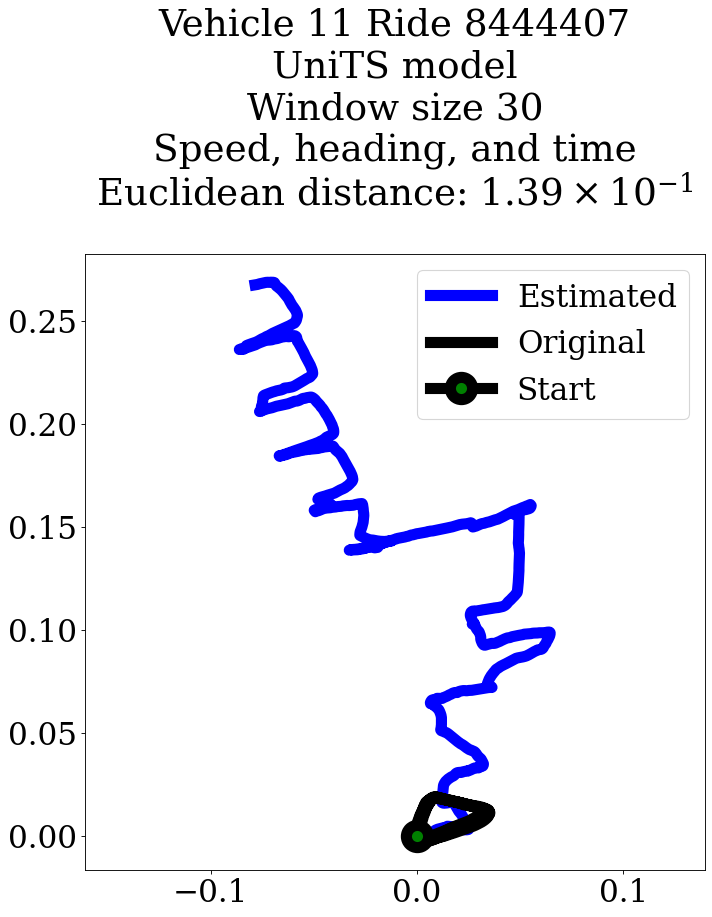 Vehicle 11 Ride 8444407
UniTS model
Window size 30
Speed, heading, and time
Euclidean distance: 1.39 × 10⁻¹
Estimated
Original
Start
0.25
0.20
0.15
0.10
0.05
0.00
−0.1
0.0
0.1